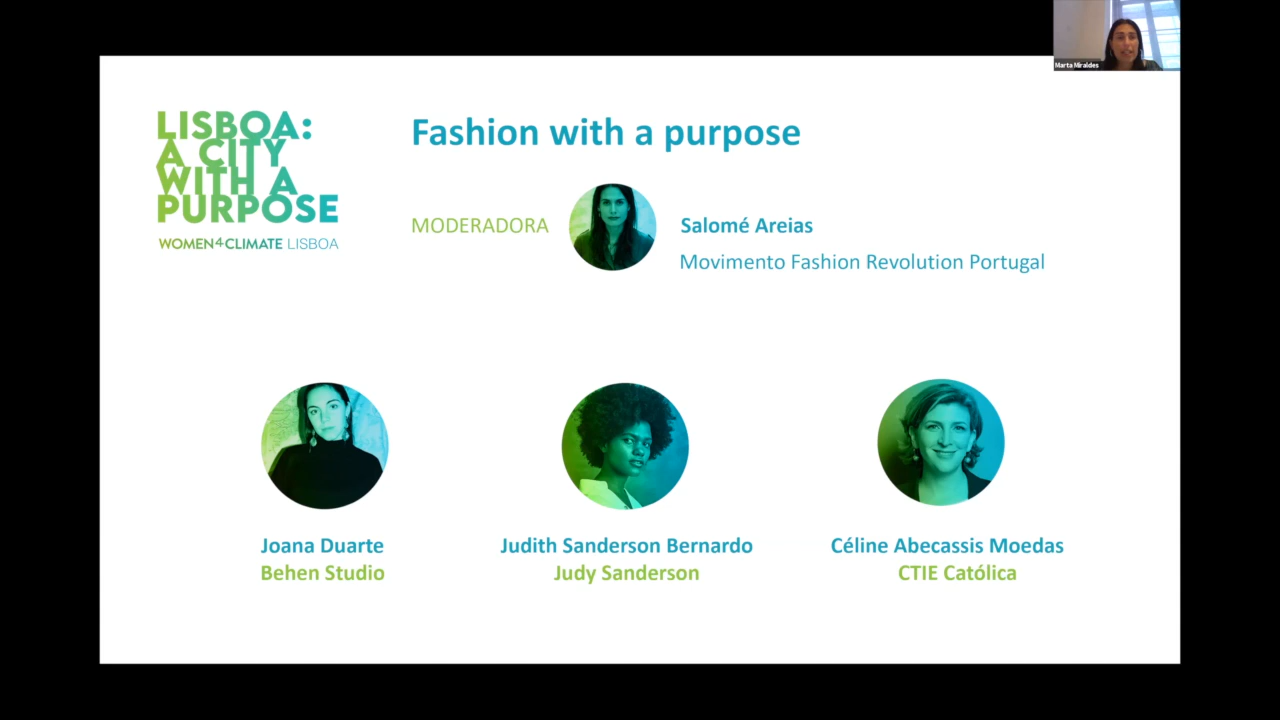 Marta Miraldes
LISBOA:
A CITY
WITH A
PURPOSE
WOMEN4CLIMATE LISBOA
Fashion with a purpose
MODERADORA
Salomé Areias
Movimento Fashion Revolution Portugal
Joana Duarte
Behen Studio
Judith Sanderson Bernardo
Judy Sanderson
Céline Abecassis Moedas
CTIE Católica